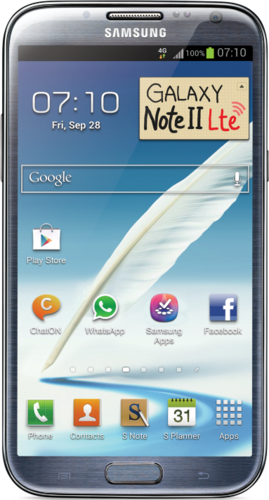 SAMSUNG
4G 100% 07:10
07:10
Fri, Sep 28
GALAXY
Note II Lte
Google
Play Store
ChatON WhatsApp Samsung Apps Facebook
31
Phone Contacts S Note S Planner Apps